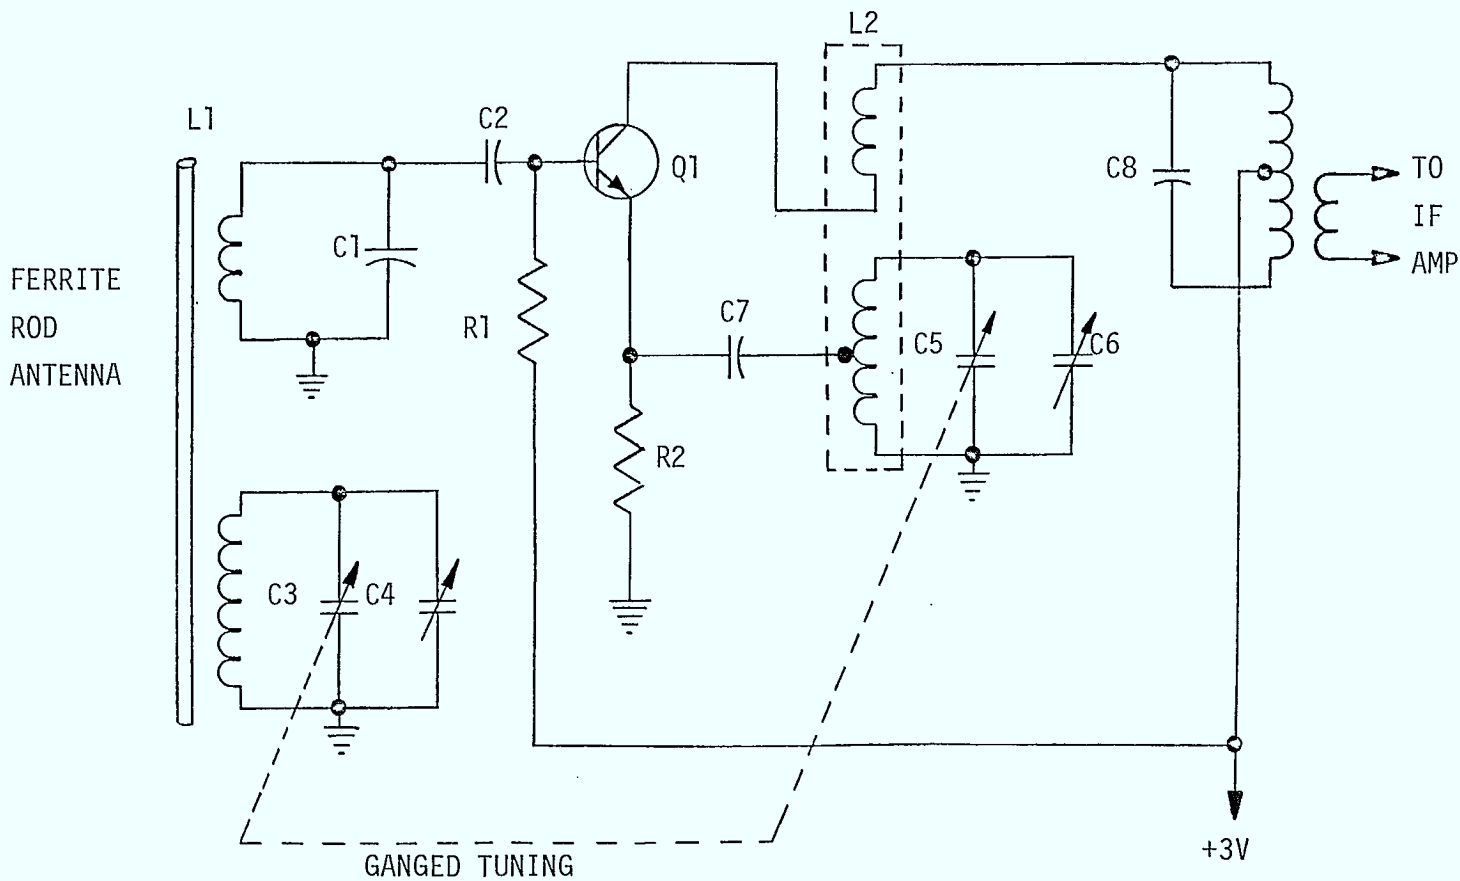 L2
L1
C2
Q1
C8
TO
IF
AMP
C1
FERRITE
ROD
ANTENNA
R1
C7
C5
C6
R2
C3
C4
GANGED TUNING
+3V